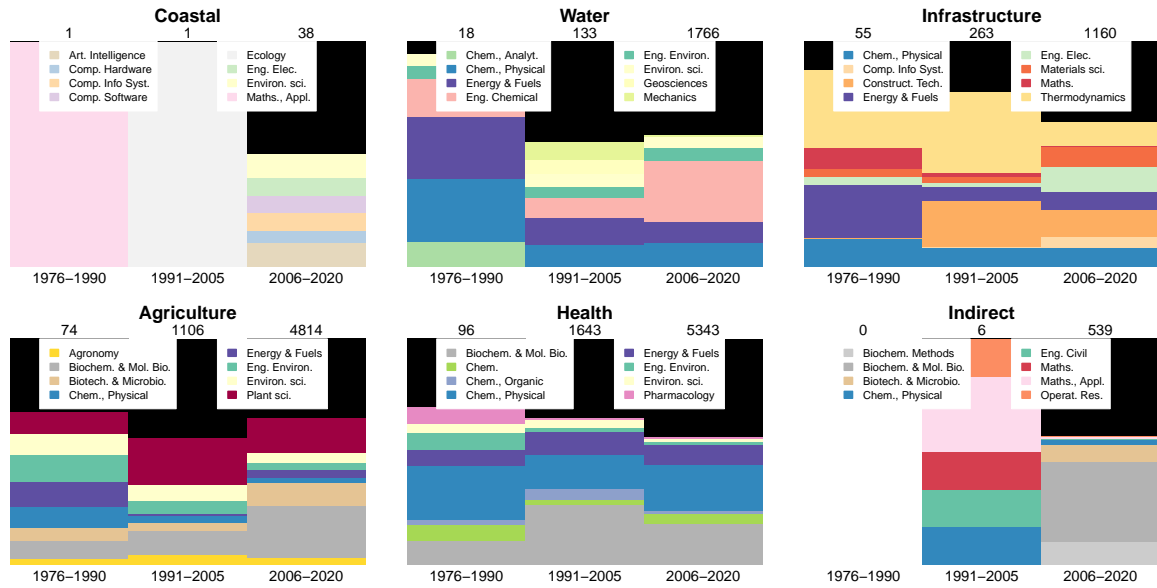 Coastal
1 1 38
Art. Intelligence Ecology
Comp. Hardware Eng. Elec.
Comp. Info Syst. Environ. sci.
Comp. Software Maths., Appl.
1976−1990 1991−2005 2006−2020
Water
18 133 1766
Chem., Analyt. Eng. Environ.
Chem., Physical Environ. sci.
Energy & Fuels Geosciences
Eng. Chemical Mechanics
1976−1990 1991−2005 2006−2020
Infrastructure
55 263 1160
Chem., Physical Eng. Elec.
Comp. Info Syst. Materials sci.
Construct. Tech. Maths.
Energy & Fuels Thermodynamics
1976−1990 1991−2005 2006−2020
Agriculture
74 1106 4814
Agronomy Energy & Fuels
Biochem. & Mol. Bio. Eng. Environ.
Biotech. & Microbio. Environ. sci.
Chem., Physical Plant sci.
1976−1990 1991−2005 2006−2020
Health
96 1643 5343
Biochem. & Mol. Bio. Energy & Fuels
Chem. Eng. Environ.
Chem., Organic Environ. sci.
Chem., Physical Pharmacology
1976−1990 1991−2005 2006−2020
Indirect
0 6 539
Biochem. Methods Eng. Civil
Biochem. & Mol. Bio. Maths.
Biotech. & Microbio. Maths., Appl.
Chem., Physical Operat. Res.
1976−1990 1991−2005 2006−2020